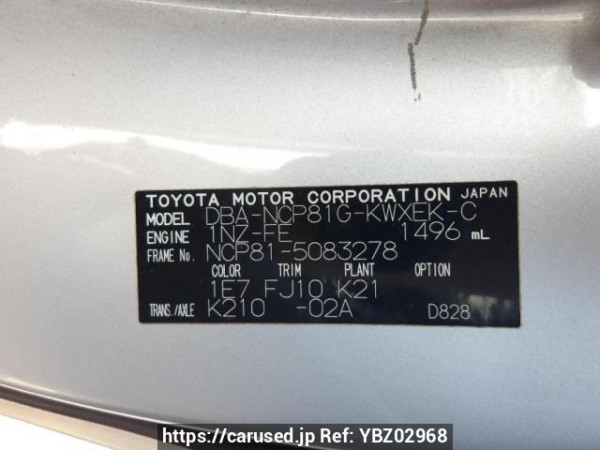 TOYOTA MOTOR CORPORATION JAPAN
MODEL DBA-NCP81G-KWXEK-C
ENGINE 1NZ-FE 1496 mL
FRAME No. NCP81-5083278
COLOR TRIM PLANT OPTION
1E7 FJ10 K21
TRANS./AXLE K210 -02A D828
https://carused.jp Ref: YBZ02968